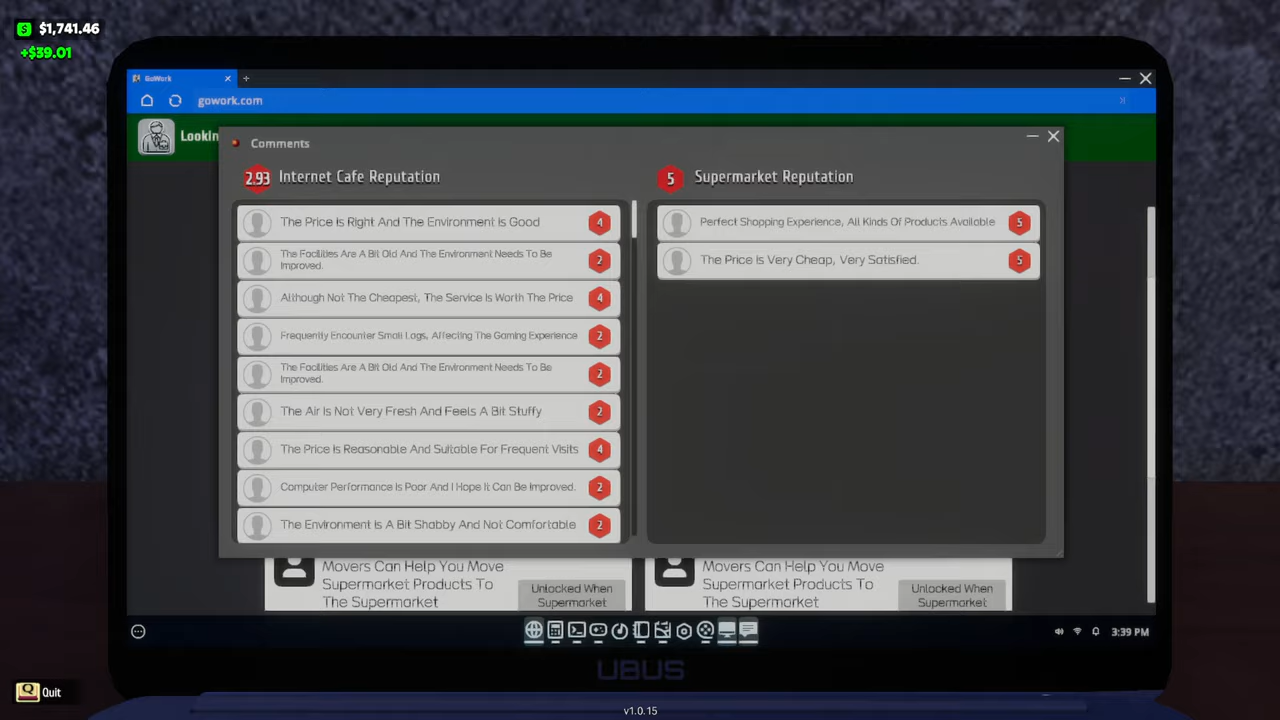 $1,741.46
+$39.01
GoWork
gowork.com
Lookin
Comments
2.93 Internet Cafe Reputation
The Price Is Right And The Environment Is Good 4
The Facilities Are A Bit Old And The Environment Needs To Be
Improved. 2
Although Not The Cheapest, The Service Is Worth The Price 4
Frequently Encounter Small Lags, Affecting The Gaming Experience 2
The Facilities Are A Bit Old And The Environment Needs To Be
Improved. 2
The Air Is Not Very Fresh And Feels A Bit Stuffy 2
The Price Is Reasonable And Suitable For Frequent Visits 4
Computer Performance Is Poor And I Hope It Can Be Improved. 2
The Environment Is A Bit Shabby And Not Comfortable 2
5 Supermarket Reputation
Perfect Shopping Experience, All Kinds Of Products Available 5
The Price Is Very Cheap, Very Satisfied. 5
Movers Can Help You Move
Supermarket Products To
The Supermarket
Unlocked When
Supermarket
Movers Can Help You Move
Supermarket Products To
The Supermarket
Unlocked When
Supermarket
3:39 PM
UBUS
Q Quit
v1.0.15